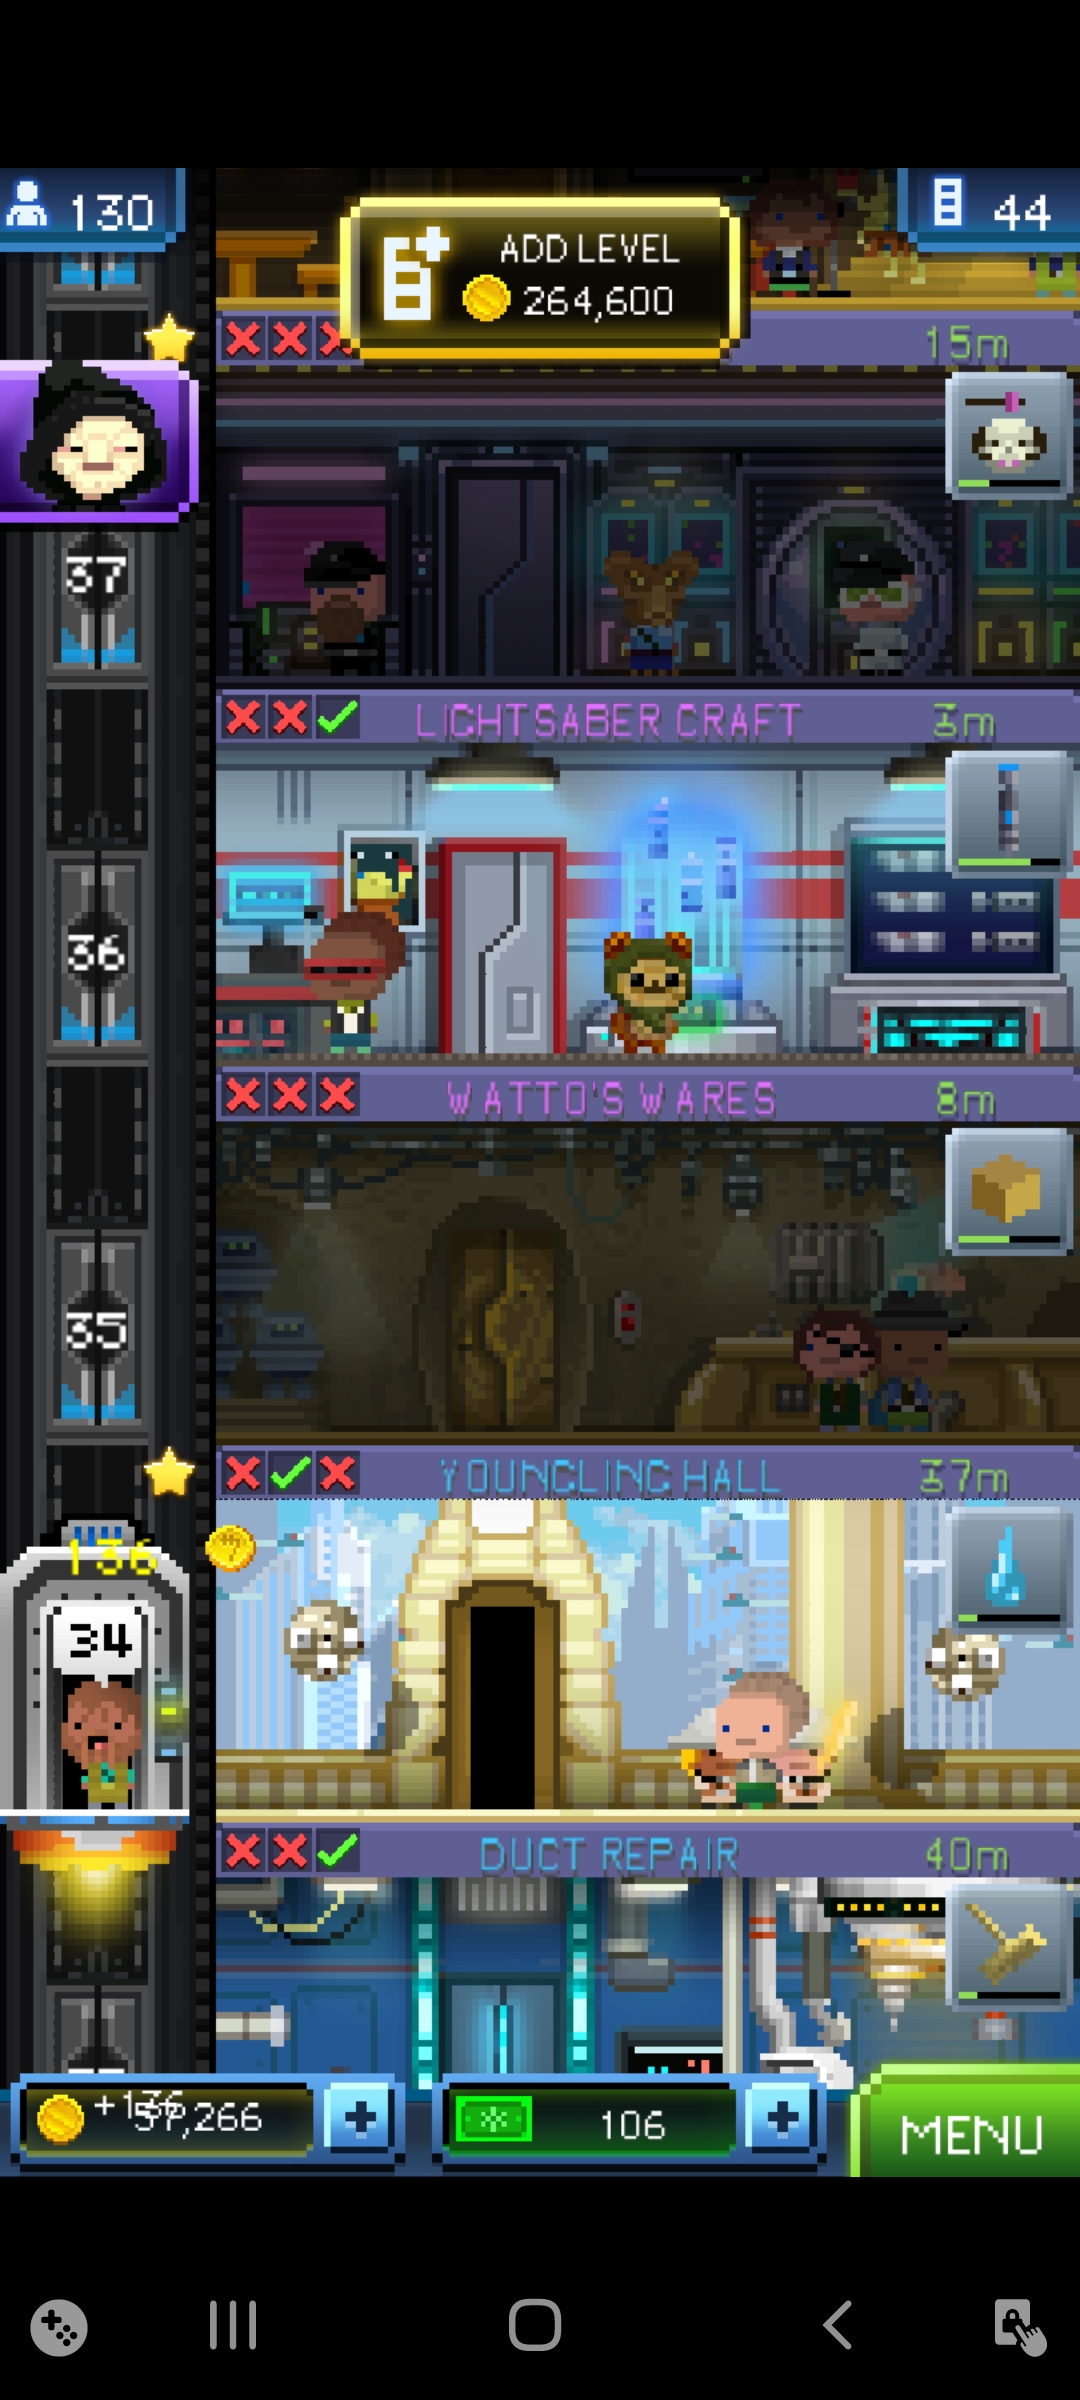 130
ADD LEVEL
264,600
44
15m
37
LIGHTSABER CRAFT
3m
36
WATTO'S WARES
8m
35
YOUNGLING HALL
37m
136
34
DUCT REPAIR
40m
+136
,266
106
MENU